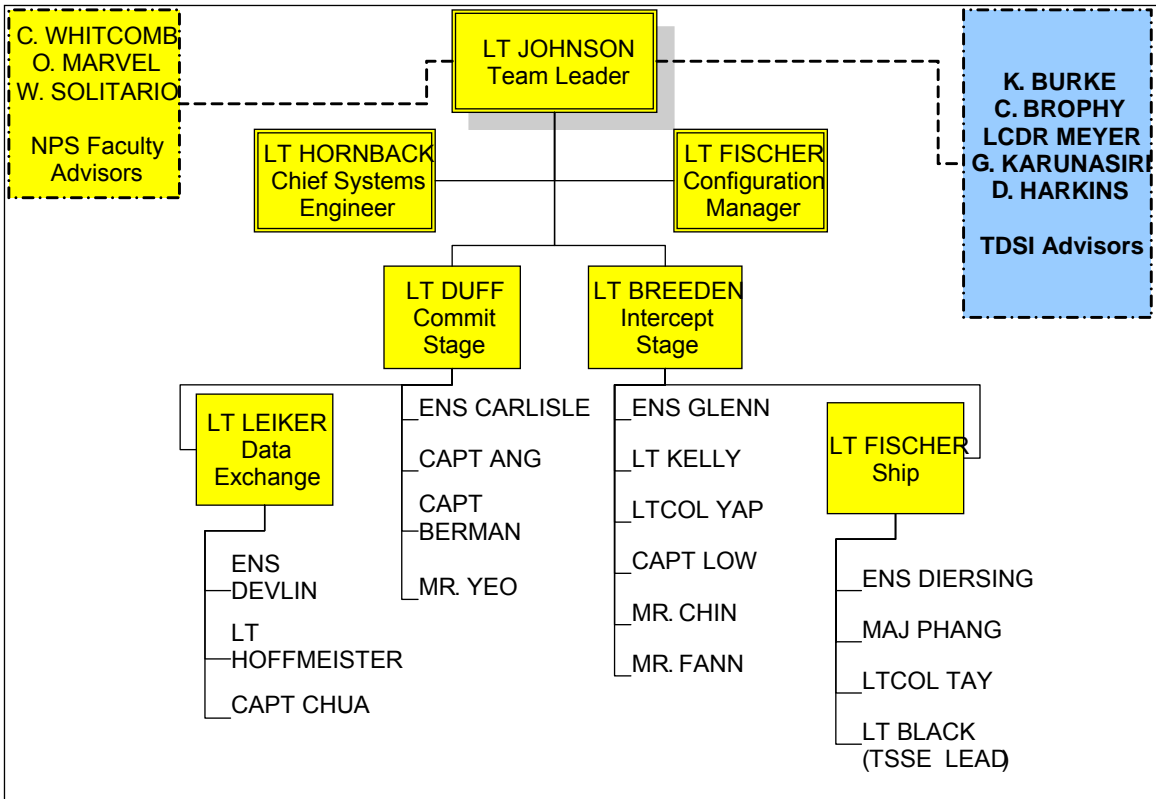 C. WHITCOMB
O. MARVEL
W. SOLITARIO
NPS Faculty
Advisors
LT JOHNSON
Team Leader
K. BURKE
C. BROPHY
LCDR MEYER
G. KARUNASIRI
D. HARKINS
TDSI Advisors
LT HORNBACK
Chief Systems
Engineer
LT FISCHER
Configuration
Manager
LT DUFF
Commit
Stage
LT BREEDEN
Intercept
Stage
LT LEIKER
Data
Exchange
ENS
DEVLIN
LT
HOFFMEISTER
CAPT CHUA
ENS CARLISLE
CAPT ANG
CAPT
BERMAN
MR. YEO
ENS GLENN
LT KELLY
LTCOL YAP
CAPT LOW
MR. CHIN
MR. FANN
LT FISCHER
Ship
ENS DIERSING
MAJ PHANG
LTCOL TAY
LT BLACK
(TSSE LEAD)